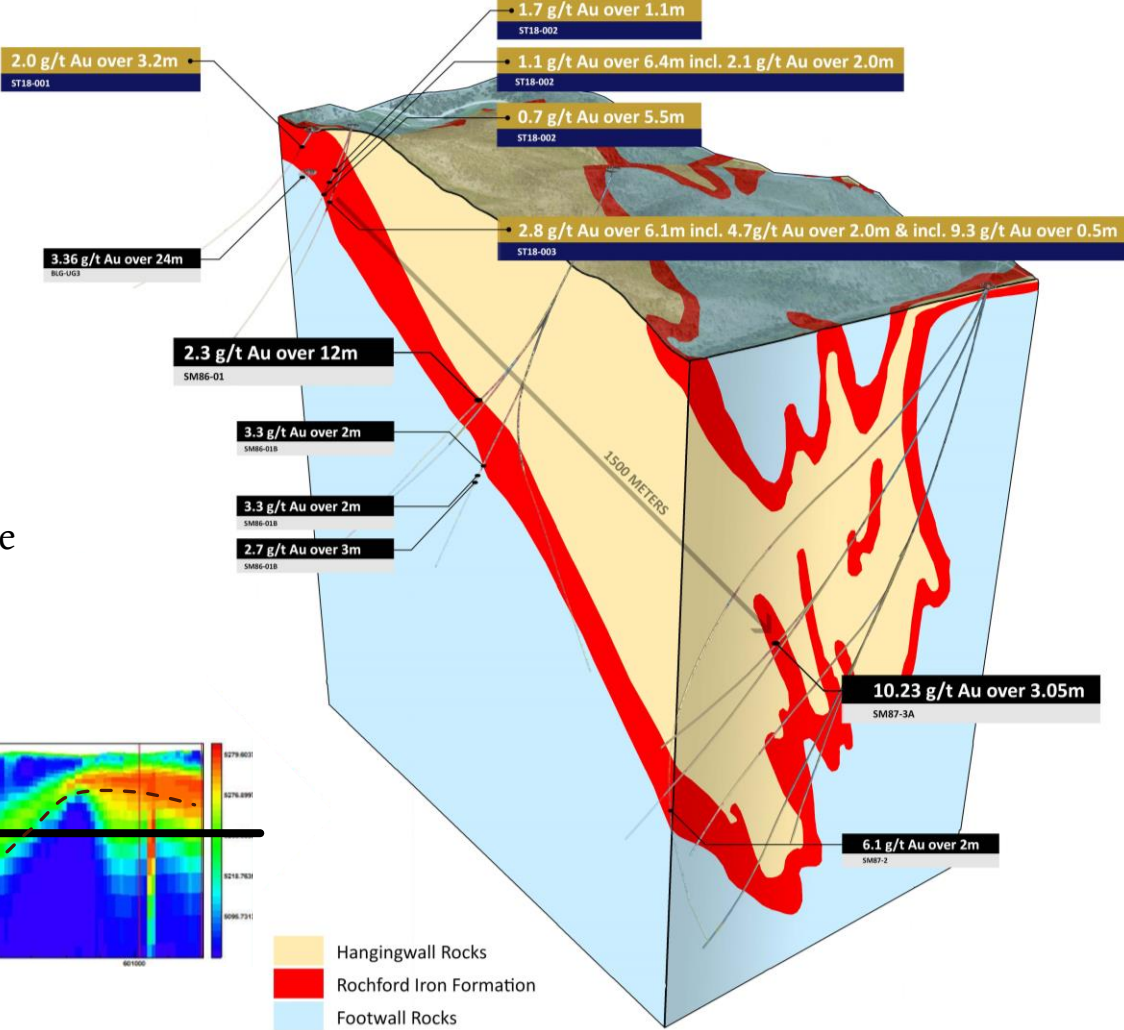 1.7 g/t Au over 1.1m
ST18-002
2.0 g/t Au over 3.2m
ST18-001
1.1 g/t Au over 6.4m incl. 2.1 g/t Au over 2.0m
ST18-002
0.7 g/t Au over 5.5m
ST18-002
2.8 g/t Au over 6.1m incl. 4.7g/t Au over 2.0m & incl. 9.3 g/t Au over 0.5m
ST18-003
3.36 g/t Au over 24m
BLG-UG3
2.3 g/t Au over 12m
SM86-01
3.3 g/t Au over 2m
SM86-01B
1500 METERS
3.3 g/t Au over 2m
SM86-01B
e
2.7 g/t Au over 3m
SM86-01B
10.23 g/t Au over 3.05m
SM87-3A
6.1 g/t Au over 2m
SM87-2
601000
Hangingwall Rocks
Rochford Iron Formation
Footwall Rocks